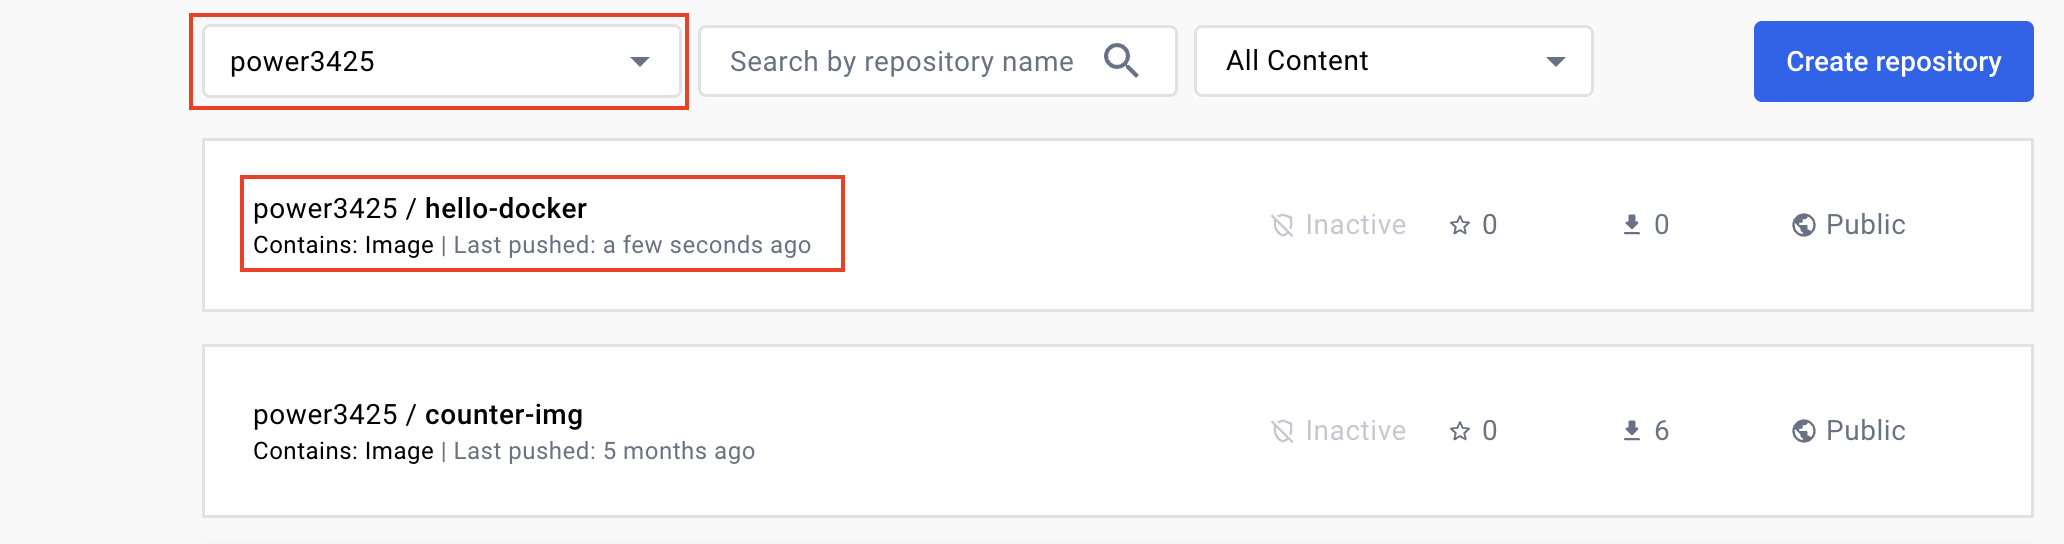 power3425
Search by repository name
All Content
Create repository
power3425 / hello-docker
Contains: Image | Last pushed: a few seconds ago
Inactive
0
0
Public
power3425 / counter-img
Contains: Image | Last pushed: 5 months ago
Inactive
0
6
Public